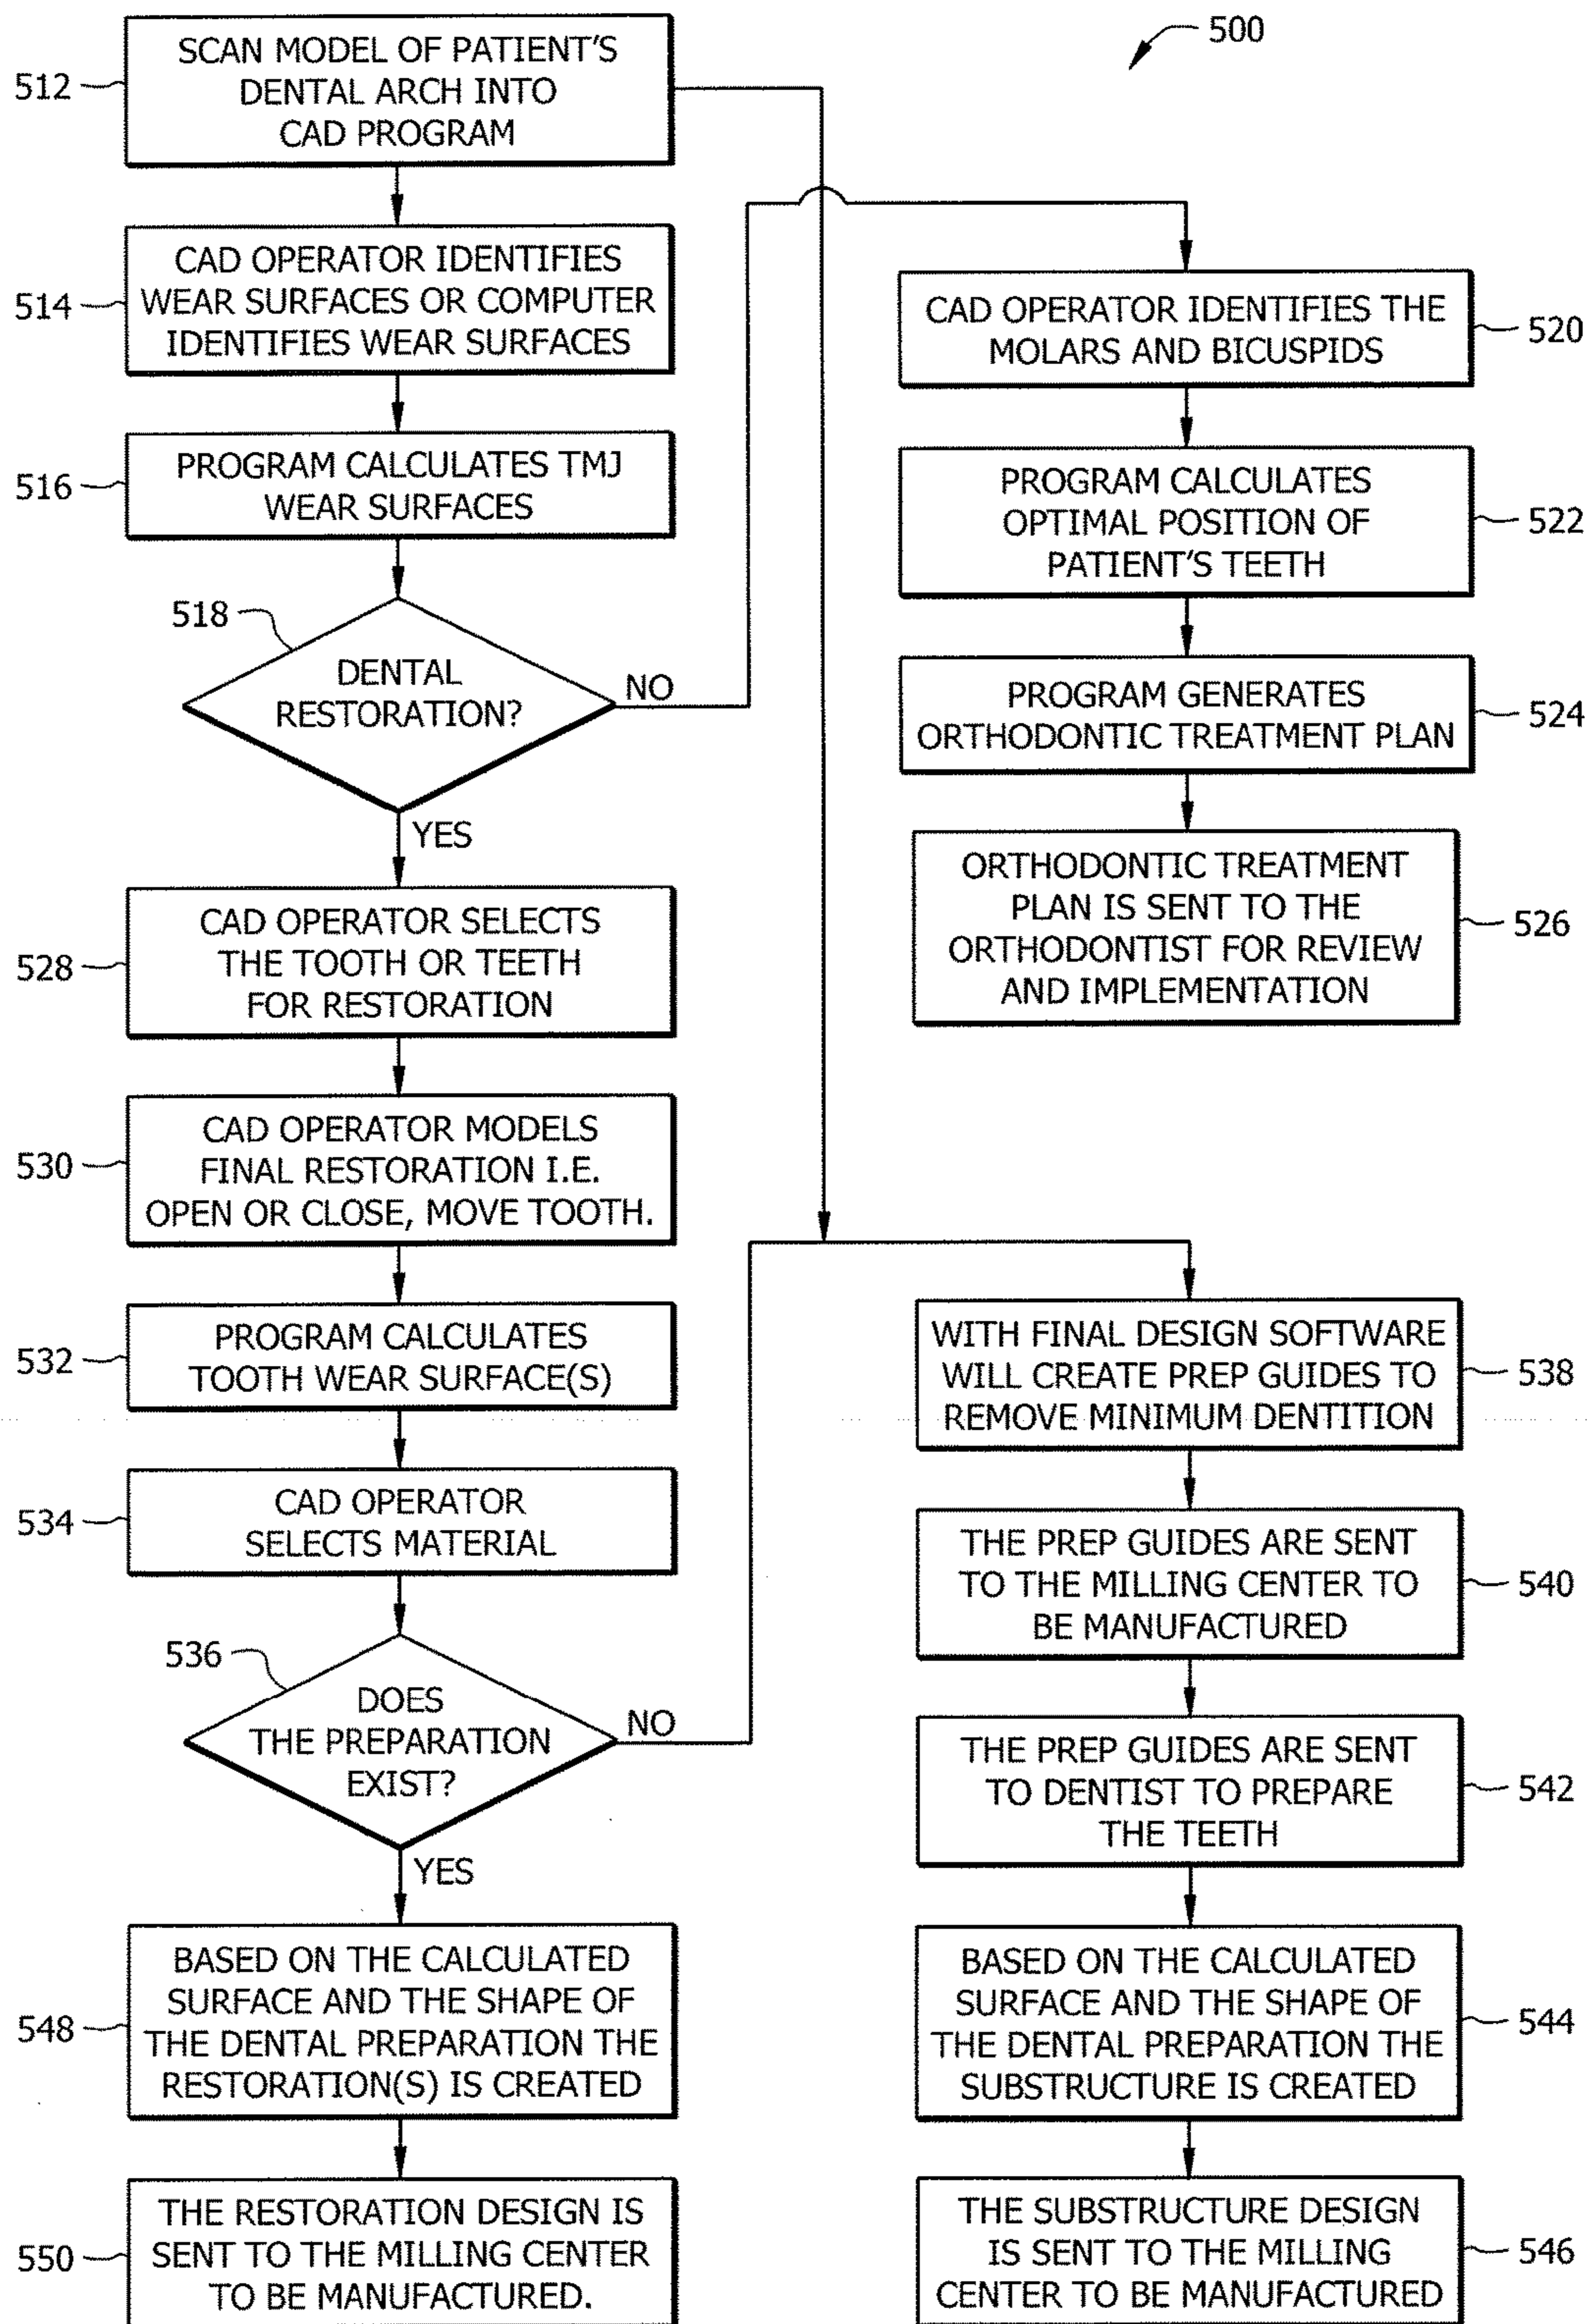 500
512
SCAN MODEL OF PATIENT'S
DENTAL ARCH INTO
CAD PROGRAM
514
CAD OPERATOR IDENTIFIES
WEAR SURFACES OR COMPUTER
IDENTIFIES WEAR SURFACES
516
PROGRAM CALCULATES TMJ
WEAR SURFACES
518
DENTAL
RESTORATION?
NO
YES
520
CAD OPERATOR IDENTIFIES THE
MOLARS AND BICUSPIDS
522
PROGRAM CALCULATES
OPTIMAL POSITION OF
PATIENT'S TEETH
524
PROGRAM GENERATES
ORTHODONTIC TREATMENT PLAN
526
ORTHODONTIC TREATMENT
PLAN IS SENT TO THE
ORTHODONTIST FOR REVIEW
AND IMPLEMENTATION
528
CAD OPERATOR SELECTS
THE TOOTH OR TEETH
FOR RESTORATION
530
CAD OPERATOR MODELS
FINAL RESTORATION I.E.
OPEN OR CLOSE, MOVE TOOTH.
532
PROGRAM CALCULATES
TOOTH WEAR SURFACE(S)
534
CAD OPERATOR
SELECTS MATERIAL
536
DOES
THE PREPARATION
EXIST?
NO
YES
538
WITH FINAL DESIGN SOFTWARE
WILL CREATE PREP GUIDES TO
REMOVE MINIMUM DENTITION
540
THE PREP GUIDES ARE SENT
TO THE MILLING CENTER TO
BE MANUFACTURED
542
THE PREP GUIDES ARE SENT
TO DENTIST TO PREPARE
THE TEETH
544
BASED ON THE CALCULATED
SURFACE AND THE SHAPE OF
THE DENTAL PREPARATION THE
SUBSTRUCTURE IS CREATED
546
THE SUBSTRUCTURE DESIGN
IS SENT TO THE MILLING
CENTER TO BE MANUFACTURED
548
BASED ON THE CALCULATED
SURFACE AND THE SHAPE OF
THE DENTAL PREPARATION THE
RESTORATION(S) IS CREATED
550
THE RESTORATION DESIGN IS
SENT TO THE MILLING CENTER
TO BE MANUFACTURED.